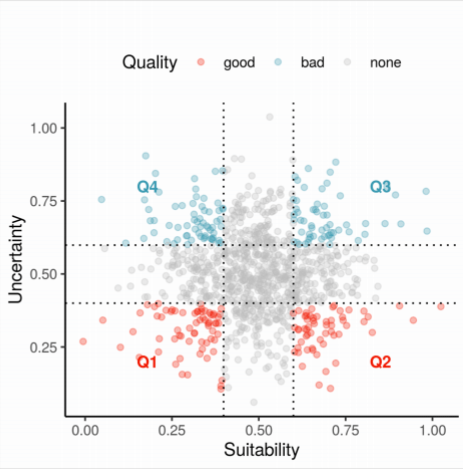 Quality good bad none
1.00
Q4 Q3
0.75
Uncertainty
0.50
0.25
Q1 Q2
0.00 0.25 0.50 0.75 1.00
Suitability